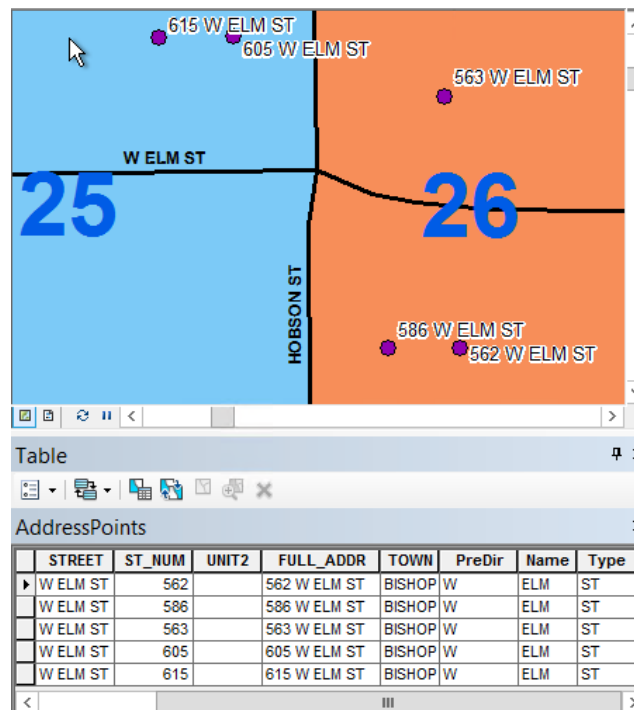 615 W ELM ST
605 W ELM ST
563 W ELM ST
W ELM ST
25
26
HOBSON ST
586 W ELM ST
562 W ELM ST
Table
AddressPoints
STREET ST_NUM UNIT2 FULL_ADDR TOWN PreDir Name Type
W ELM ST 562 562 W ELM ST BISHOP W ELM ST
W ELM ST 586 586 W ELM ST BISHOP W ELM ST
W ELM ST 563 563 W ELM ST BISHOP W ELM ST
W ELM ST 605 605 W ELM ST BISHOP W ELM ST
W ELM ST 615 615 W ELM ST BISHOP W ELM ST